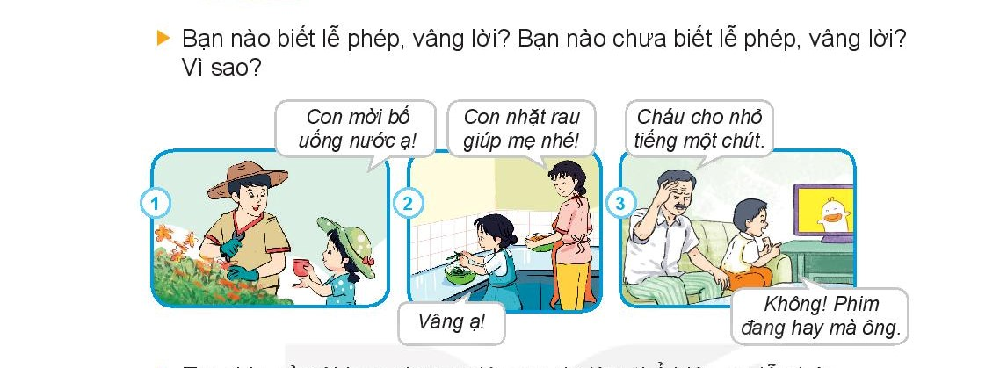 Bạn nào biết lễ phép, vâng lời? Bạn nào chưa biết lễ phép, vâng lời?
Vì sao?
Con mời bố
uống nước ạ!
Con nhặt rau
giúp mẹ nhé!
Cháu cho nhỏ
tiếng một chút.
1
2
3
Vâng ạ!
Không! Phim
đang hay mà ông.